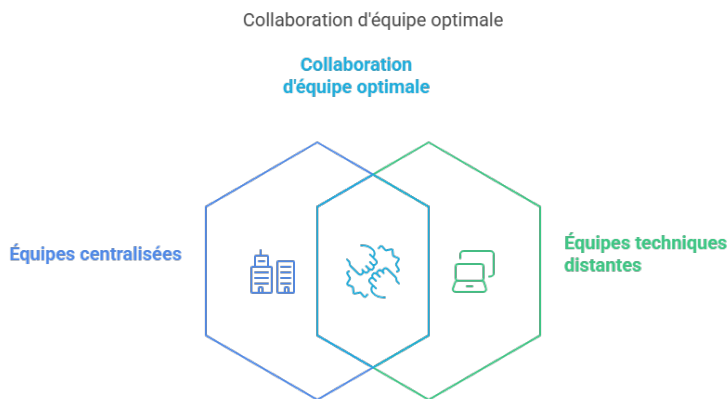 Collaboration d'équipe optimale
Collaboration
d'équipe optimale
Équipes centralisées
Équipes techniques
distantes